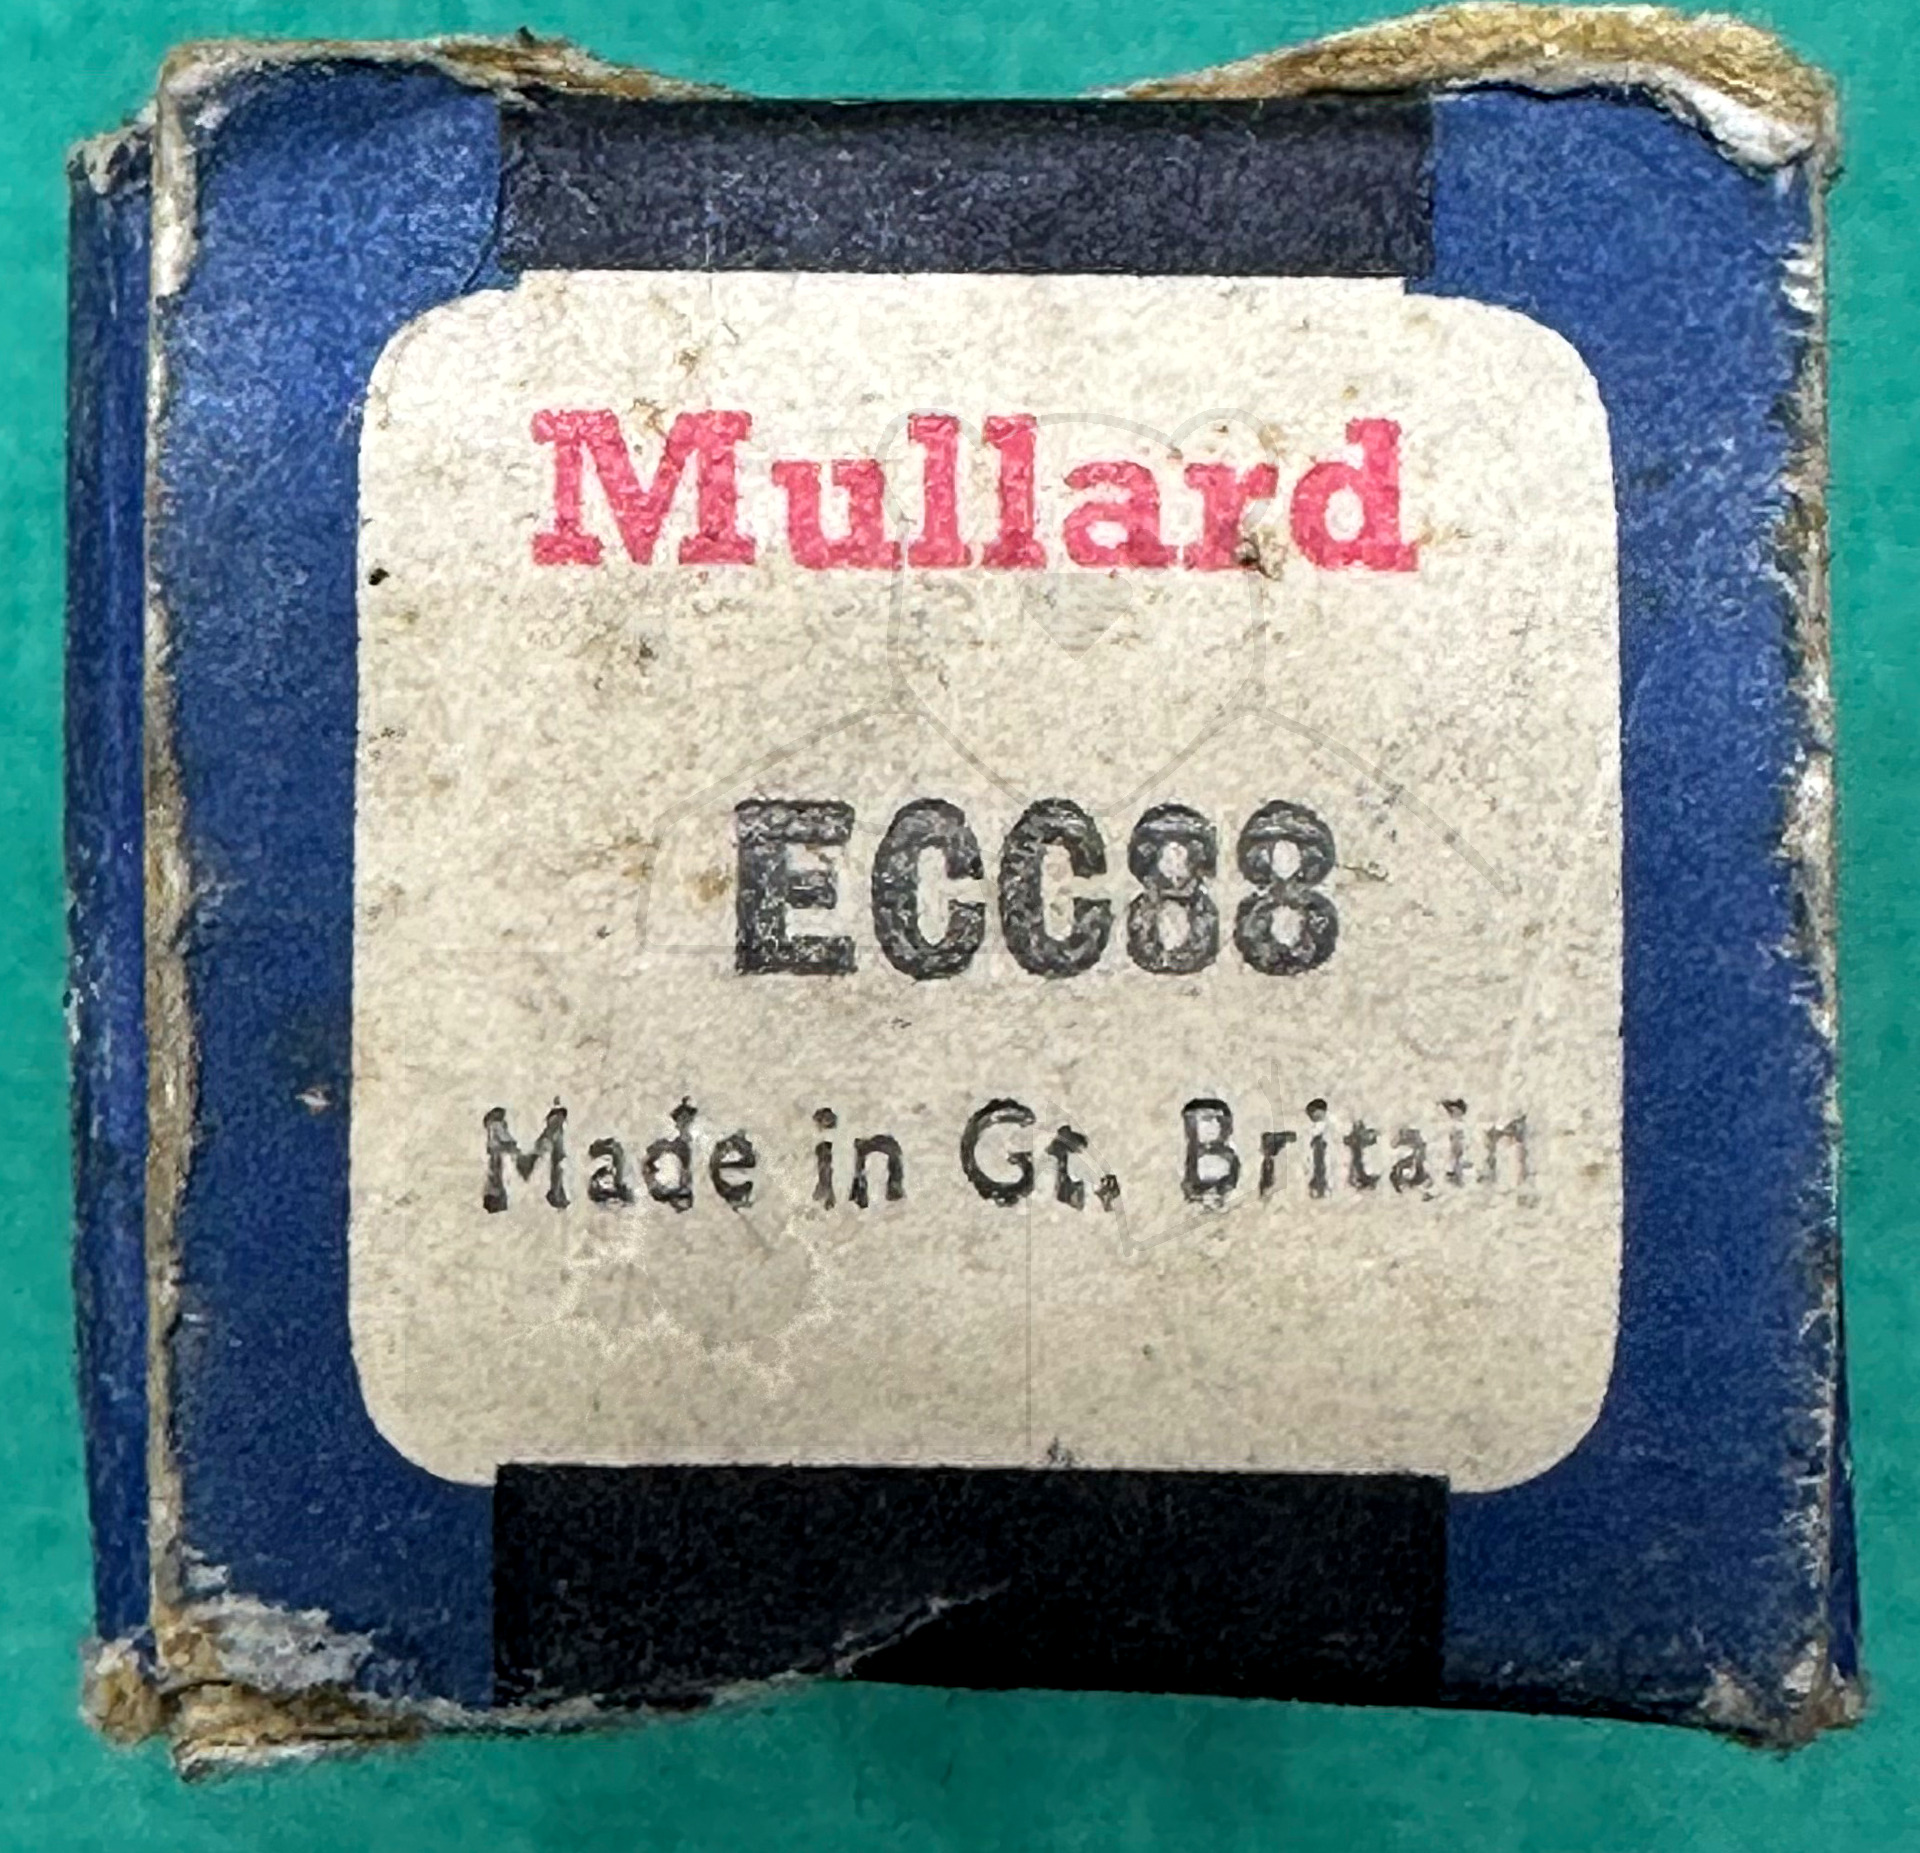 Mullard
ECC88
Made in Gt. Britain